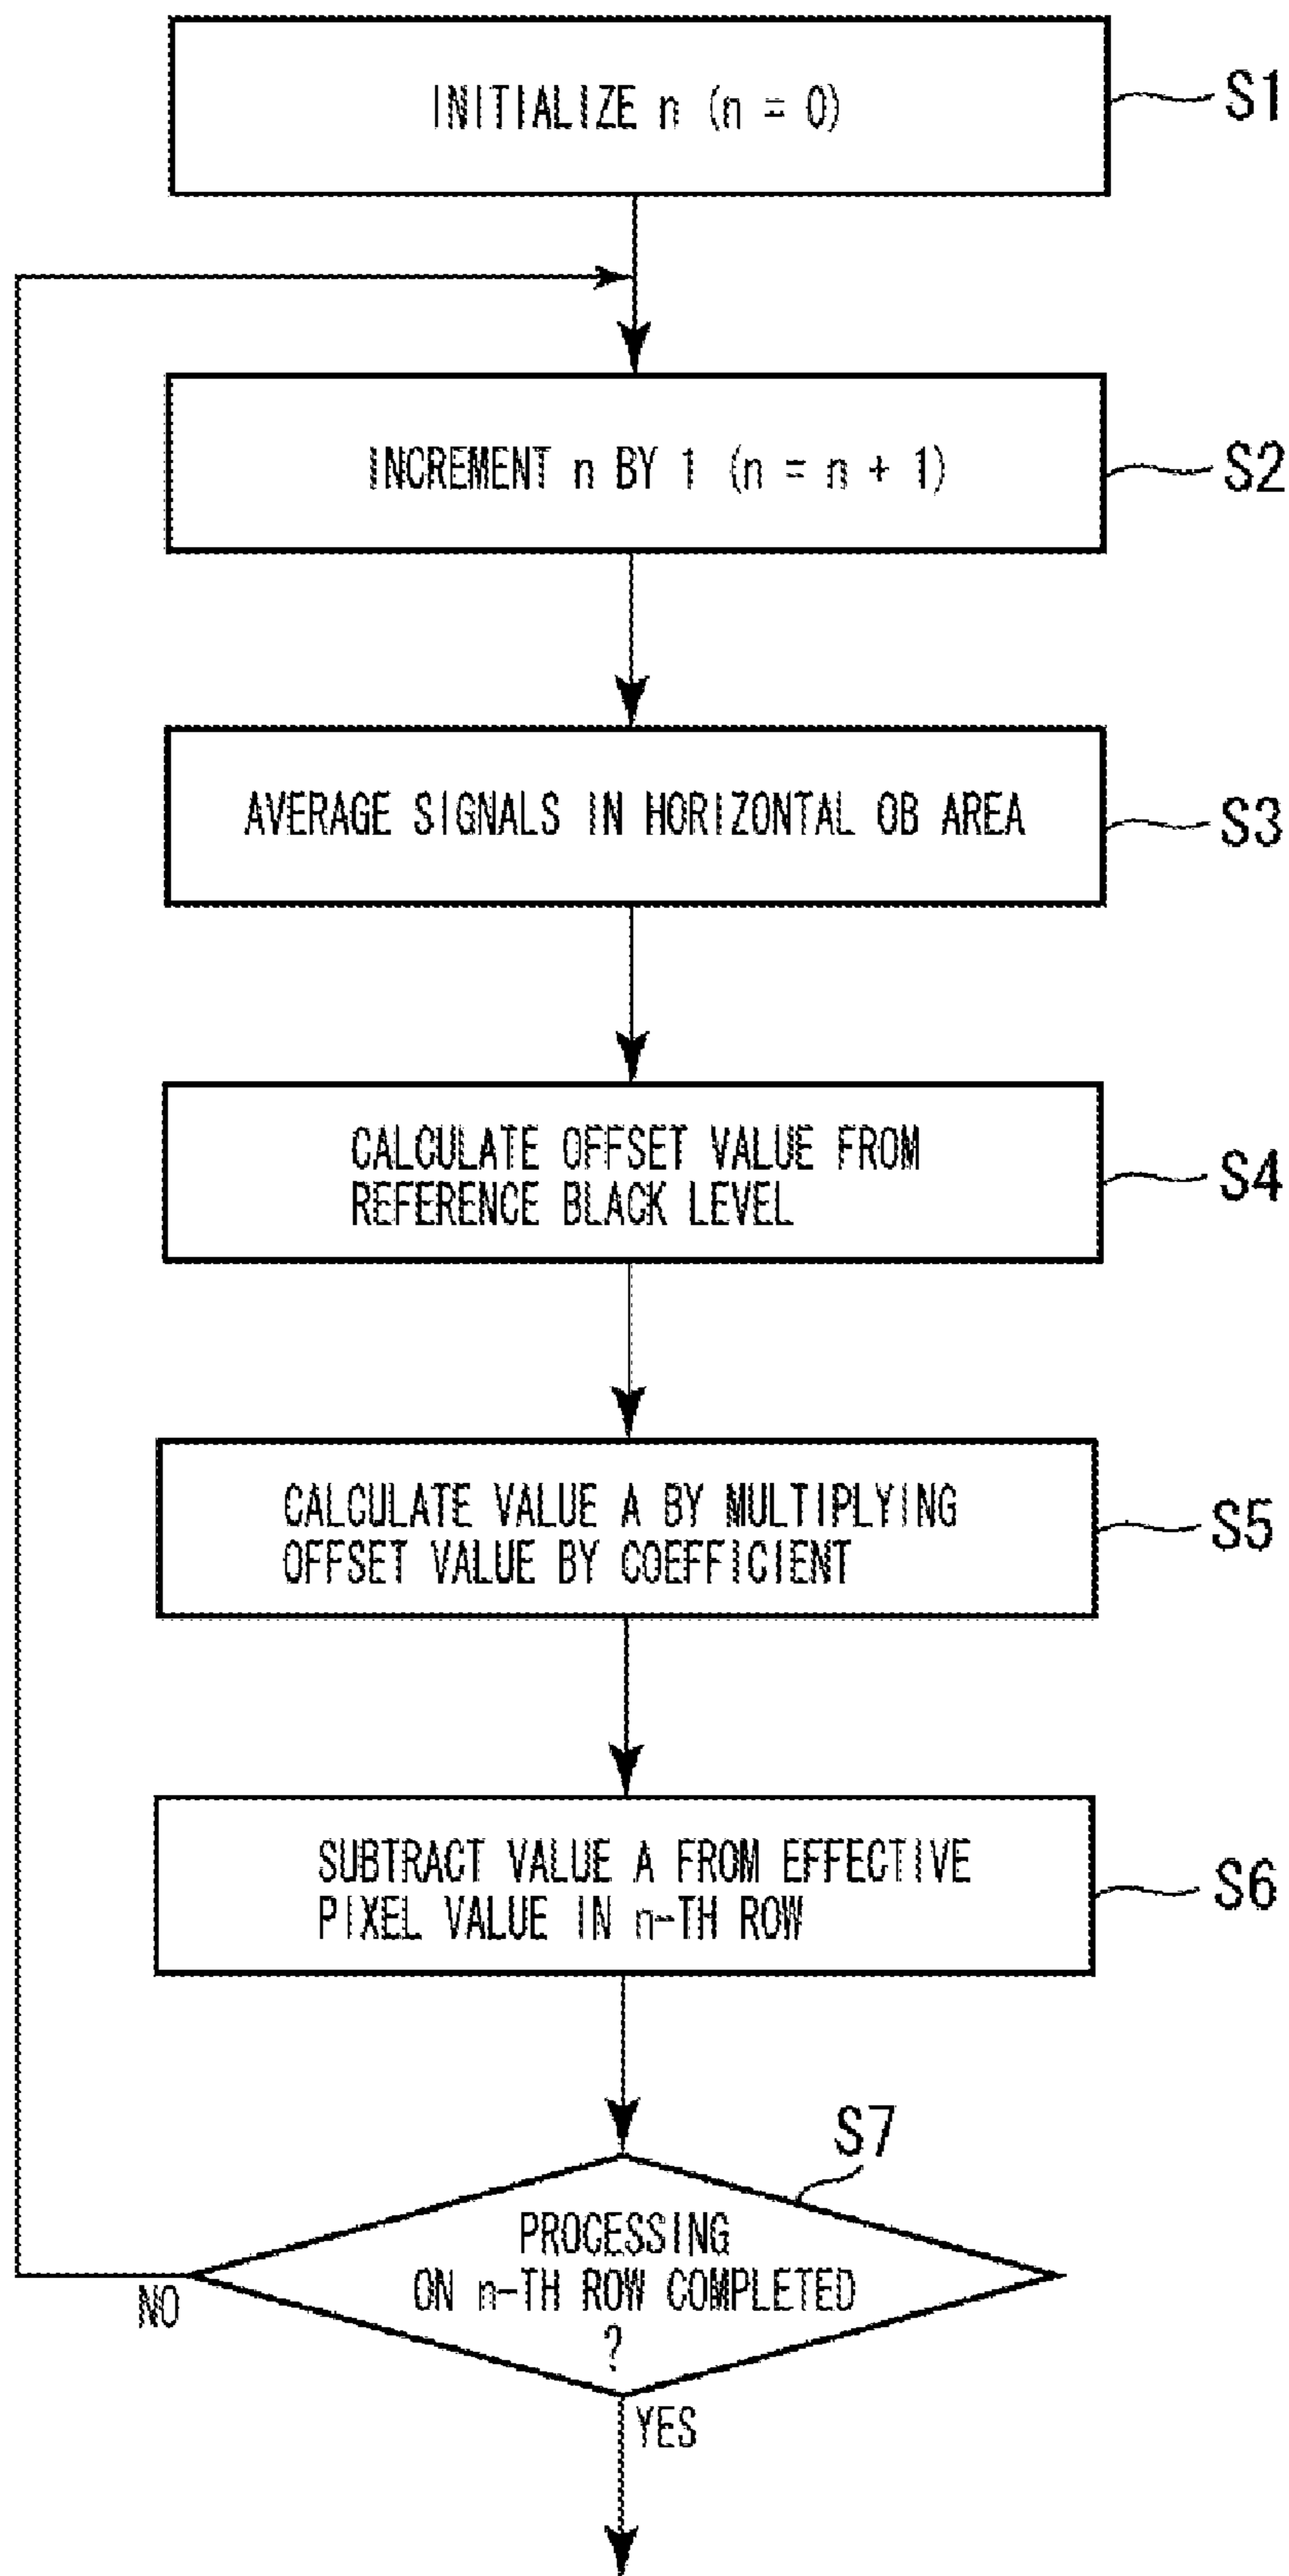 INITIALIZE n (n = 0)
S1
INCREMENT n BY 1 (n = n + 1)
S2
AVERAGE SIGNALS IN HORIZONTAL OB AREA
S3
CALCULATE OFFSET VALUE FROM
REFERENCE BLACK LEVEL
S4
CALCULATE VALUE A BY MULTIPLYING
OFFSET VALUE BY COEFFICIENT
S5
SUBTRACT VALUE A FROM EFFECTIVE
PIXEL VALUE IN n-TH ROW
S6
S7
PROCESSING
ON n-TH ROW COMPLETED
?
NO
YES